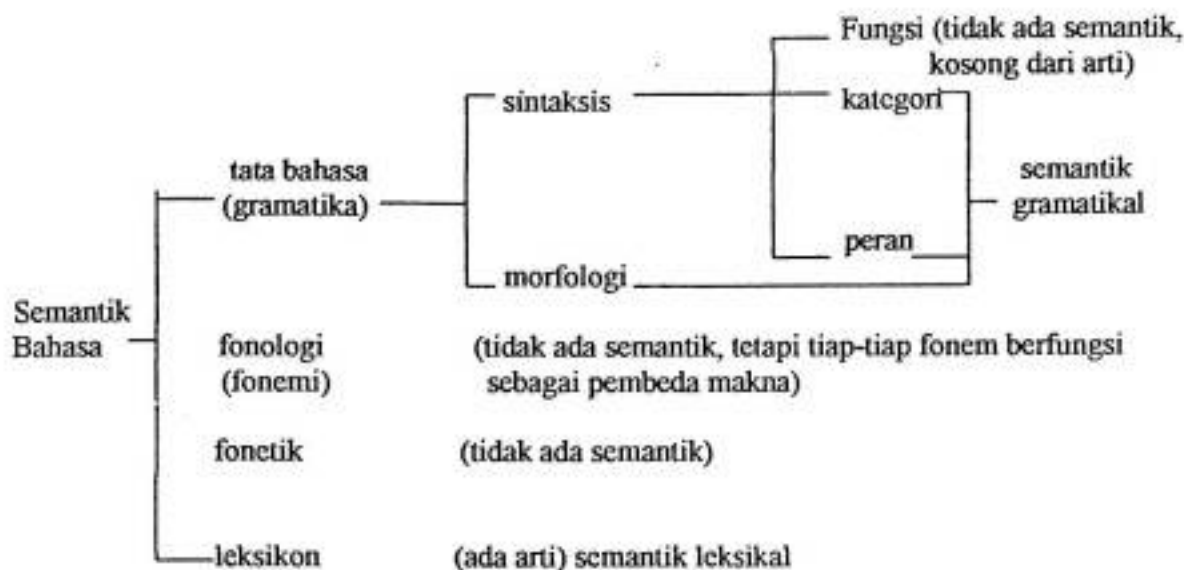 Fungsi (tidak ada semantik,
kosong dari arti)
sintaksis
kategori
tata bahasa
(gramatika)
semantik
gramatikal
peran
morfologi
Semantik
Bahasa
fonologi
(fonemi)
(tidak ada semantik, tetapi tiap-tiap fonem berfungsi
sebagai pembeda makna)
fonetik
(tidak ada semantik)
leksikon
(ada arti) semantik leksikal